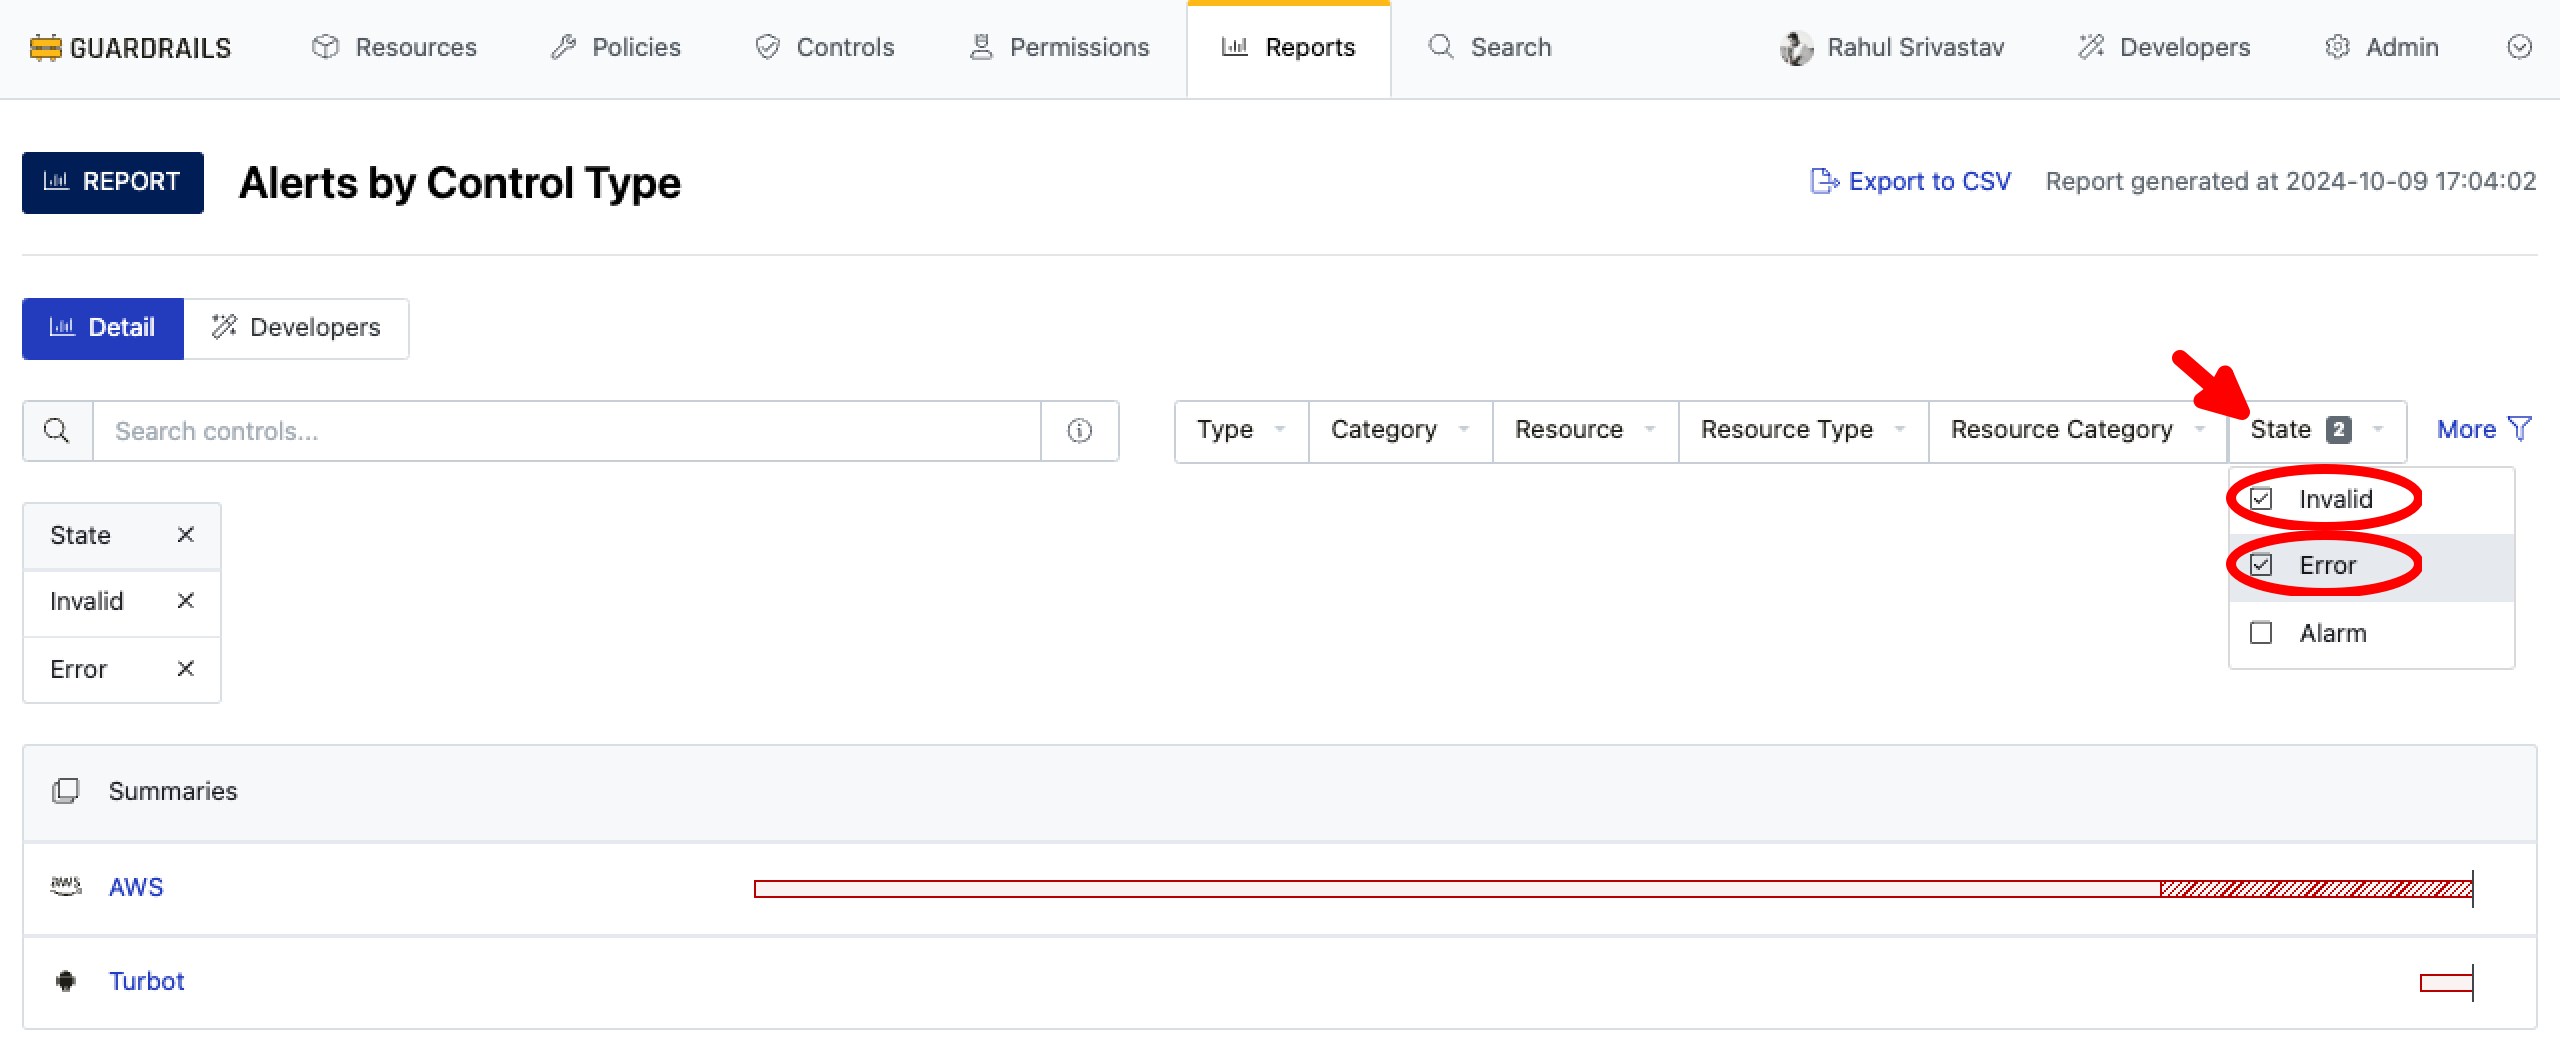 GUARDRAILS Resources Policies Controls Permissions Reports Search Rahul Srivastav Developers Admin
REPORT Alerts by Control Type Export to CSV Report generated at 2024-10-09 17:04:02
Detail Developers
Search controls... Type Category Resource Resource Type Resource Category State 2 More
Invalid
Error
Alarm
State
Invalid
Error
Summaries
aws AWS
Turbot